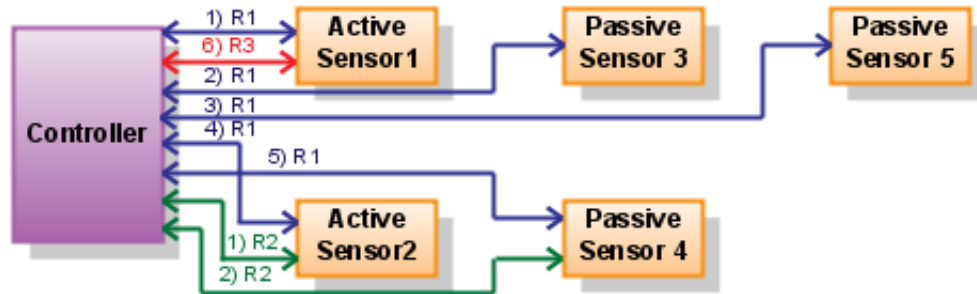 1) R1
Active
Sensor1
Passive
Sensor 3
Passive
Sensor 5
6) R3
2) R1
3) R1
Controller
4) R1
5) R1
Active
Sensor2
Passive
Sensor 4
1) R2
2) R2